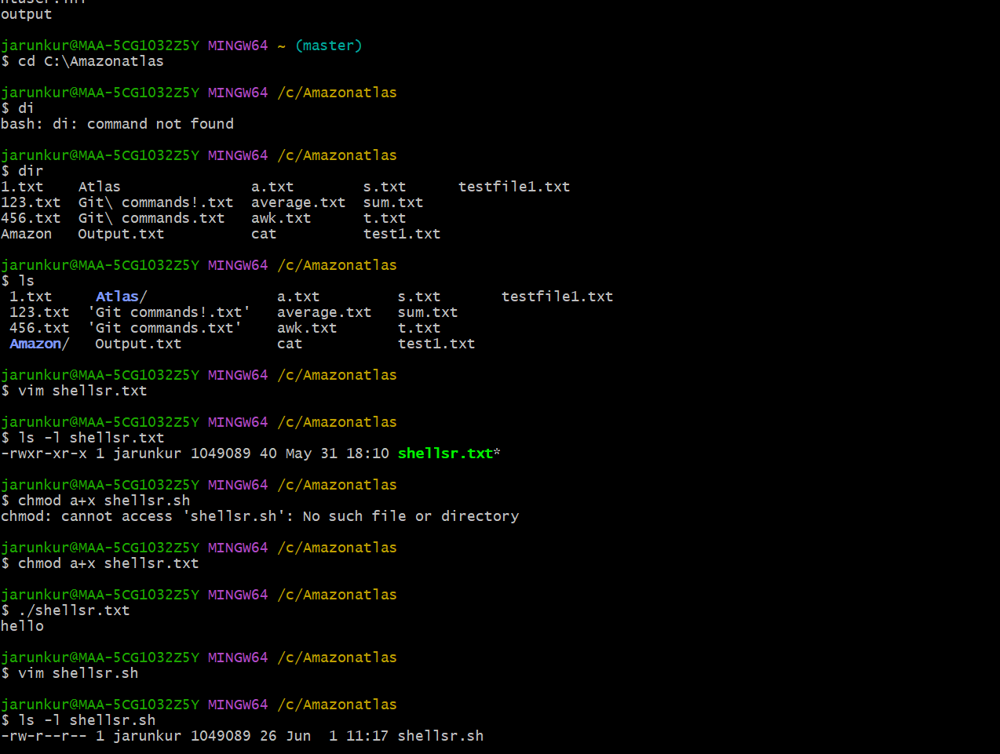 output
jarunkur@MAA-5CG1032Z5Y MINGW64 ~ (master)
$ cd C:\Amazonatlas
jarunkur@MAA-5CG1032Z5Y MINGW64 /c/Amazonatlas
$ di
bash: di: command not found
jarunkur@MAA-5CG1032Z5Y MINGW64 /c/Amazonatlas
$ dir
1.txt    Atlas               a.txt        s.txt      testfile1.txt
123.txt  Git\ commands!.txt  average.txt  sum.txt
456.txt  Git\ commands.txt   awk.txt      t.txt
Amazon   Output.txt          cat          test1.txt
jarunkur@MAA-5CG1032Z5Y MINGW64 /c/Amazonatlas
$ ls
 1.txt     Atlas/               a.txt         s.txt       testfile1.txt
 123.txt  'Git commands!.txt'   average.txt   sum.txt
 456.txt  'Git commands.txt'    awk.txt       t.txt
 Amazon/   Output.txt           cat           test1.txt
jarunkur@MAA-5CG1032Z5Y MINGW64 /c/Amazonatlas
$ vim shellsr.txt
jarunkur@MAA-5CG1032Z5Y MINGW64 /c/Amazonatlas
$ ls -l shellsr.txt
-rwxr-xr-x 1 jarunkur 1049089 40 May 31 18:10 shellsr.txt*
jarunkur@MAA-5CG1032Z5Y MINGW64 /c/Amazonatlas
$ chmod a+x shellsr.sh
chmod: cannot access 'shellsr.sh': No such file or directory
jarunkur@MAA-5CG1032Z5Y MINGW64 /c/Amazonatlas
$ chmod a+x shellsr.txt
jarunkur@MAA-5CG1032Z5Y MINGW64 /c/Amazonatlas
$ ./shellsr.txt
hello
jarunkur@MAA-5CG1032Z5Y MINGW64 /c/Amazonatlas
$ vim shellsr.sh
jarunkur@MAA-5CG1032Z5Y MINGW64 /c/Amazonatlas
$ ls -l shellsr.sh
-rw-r--r-- 1 jarunkur 1049089 26 Jun  1 11:17 shellsr.sh